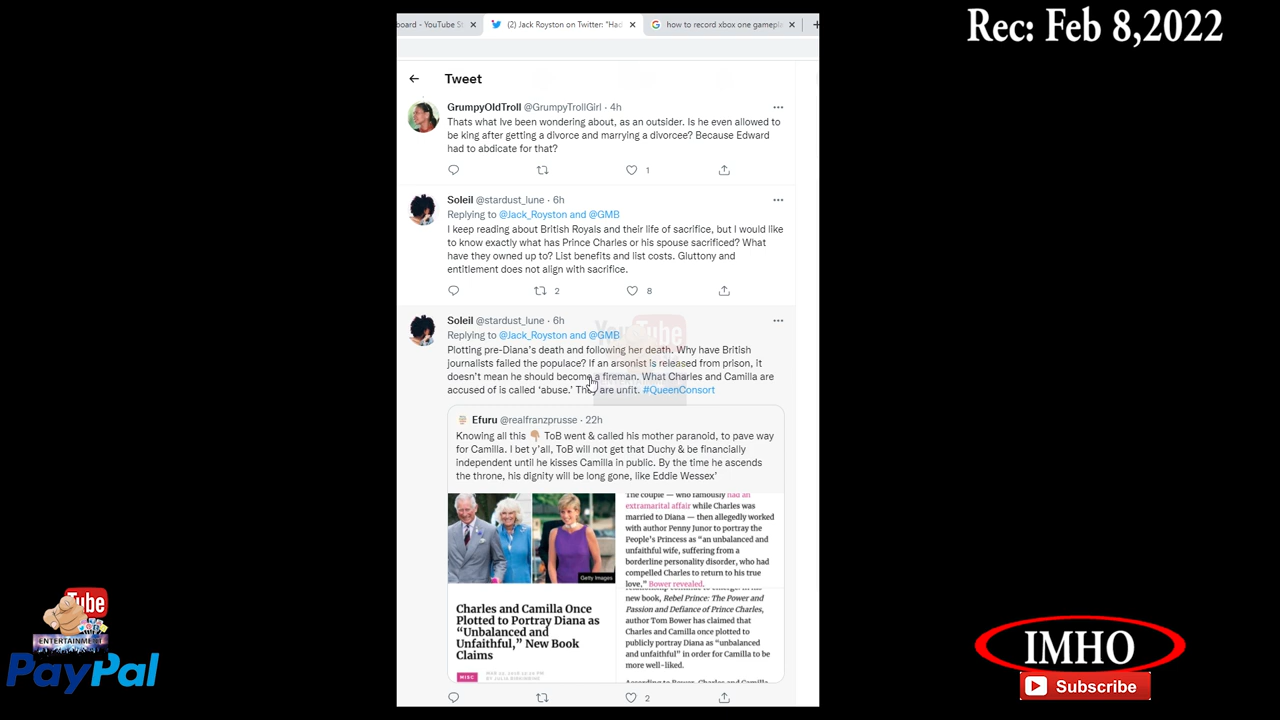 Rec: Feb 8,2022
board - YouTube St
(2) Jack Royston on Twitter: "Had
how to record xbox one gamepla
Tweet
GrumpyOldTroll @GrumpyTrollGirl · 4h
Thats what Ive been wondering about, as an outsider. Is he even allowed to
be king after getting a divorce and marrying a divorcee? Because Edward
had to abdicate for that?
1
Soleil @stardust_lune · 6h
Replying to @Jack_Royston and @GMB
I keep reading about British Royals and their life of sacrifice, but I would like
to know exactly what has Prince Charles or his spouse sacrificed? What
have they owned up to? List benefits and list costs. Gluttony and
entitlement does not align with sacrifice.
2 8
Soleil @stardust_lune · 6h
Replying to @Jack_Royston and @GMB
Plotting pre-Diana's death and following her death. Why have British
journalists failed the populace? If an arsonist is released from prison, it
doesn't mean he should become a fireman. What Charles and Camilla are
accused of is called 'abuse.' They are unfit. #QueenConsort
Efuru @realfranzprusse · 22h
Knowing all this 👇🏼 ToB went & called his mother paranoid, to pave way
for Camilla. I bet y'all, ToB will not get that Duchy & be financially
independent until he kisses Camilla in public. By the time he ascends
the throne, his dignity will be long gone, like Eddie Wessex'
Getty Images
Charles and Camilla Once
Plotted to Portray Diana as
"Unbalanced and
Unfaithful," New Book
Claims
MISC
The couple — who famously had an
extramarital affair while Charles was
married to Diana — then allegedly worked
with author Penny Junor to portray the
People's Princess as "an unbalanced and
unfaithful wife, suffering from a
borderline personality disorder, who had
compelled Charles to return to his true
love," Bower revealed.
new book, Rebel Prince: The Power and
Passion and Defiance of Prince Charles,
author Tom Bower has claimed that
Charles and Camilla once plotted to
publicly portray Diana as "unbalanced
and unfaithful" in order for Camilla to be
more well-liked.
According to Bower, Charles and Camilla
2
YouTube
Tube
ENTERTAINMENT
PayPal
IMHO
Subscribe